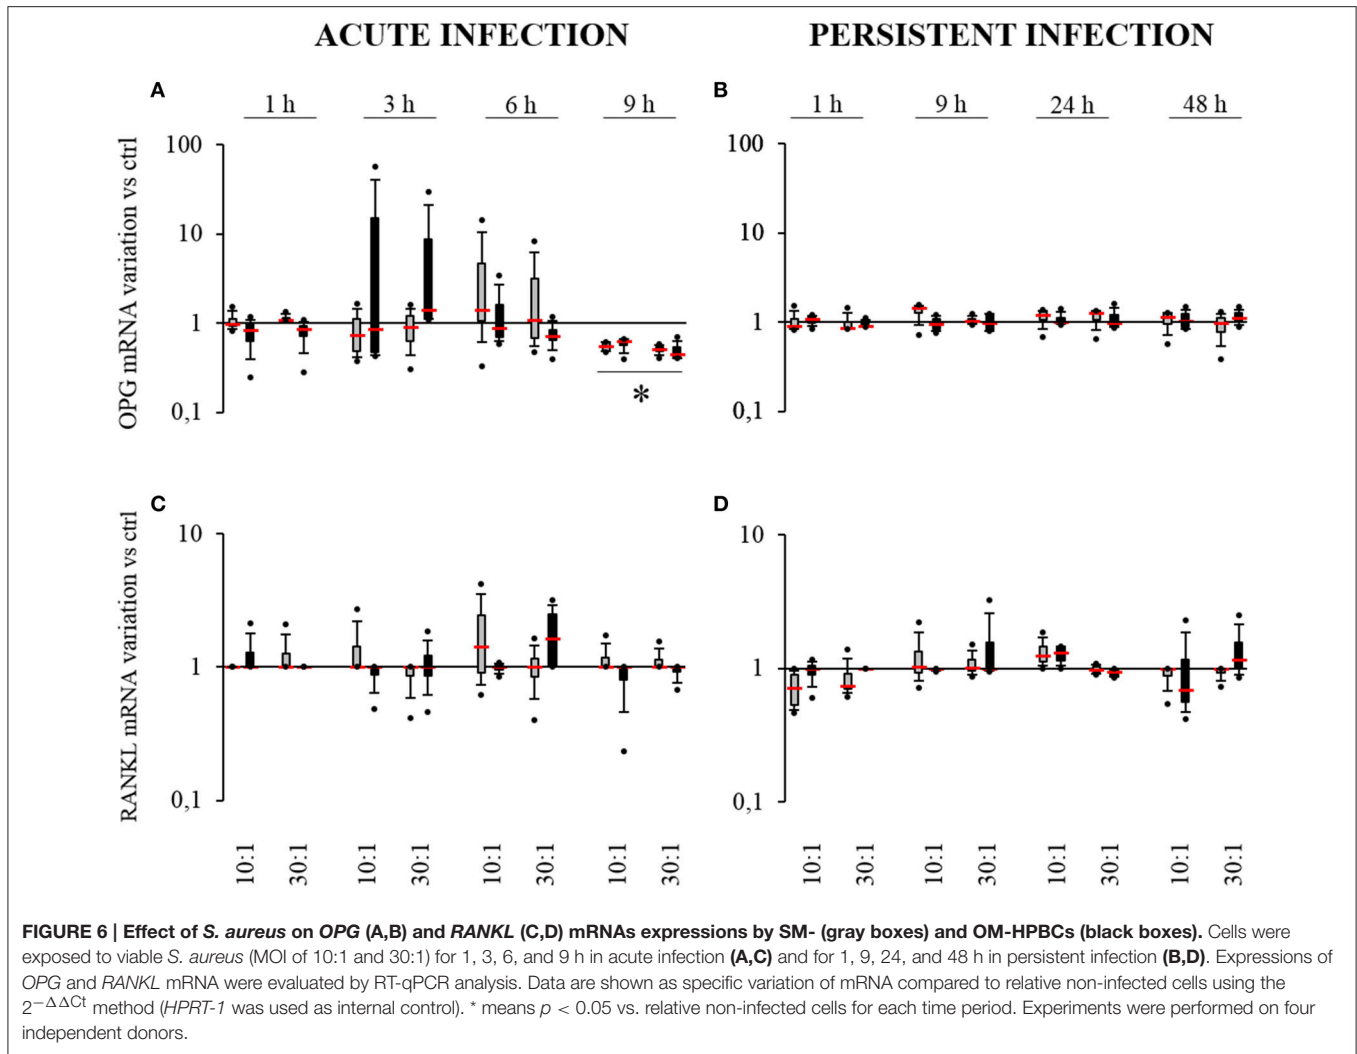 ACUTE INFECTION PERSISTENT INFECTION
A
1 h 3 h 6 h 9 h
OPG mRNA variation vs ctrl
100
10
1
0,1
*
B
1 h 9 h 24 h 48 h
100
10
1
0,1
C
RANKL mRNA variation vs ctrl
10
1
0,1
10:1 30:1 10:1 30:1 10:1 30:1 10:1 30:1
D
10
1
0,1
10:1 30:1 10:1 30:1 10:1 30:1 10:1 30:1
FIGURE 6 | Effect of S. aureus on OPG (A,B) and RANKL (C,D) mRNAs expressions by SM- (gray boxes) and OM-HPBCs (black boxes). Cells were
exposed to viable S. aureus (MOI of 10:1 and 30:1) for 1, 3, 6, and 9 h in acute infection (A,C) and for 1, 9, 24, and 48 h in persistent infection (B,D). Expressions of
OPG and RANKL mRNA were evaluated by RT-qPCR analysis. Data are shown as specific variation of mRNA compared to relative non-infected cells using the
2−ΔΔCt method (HPRT-1 was used as internal control). * means p < 0.05 vs. relative non-infected cells for each time period. Experiments were performed on four
independent donors.